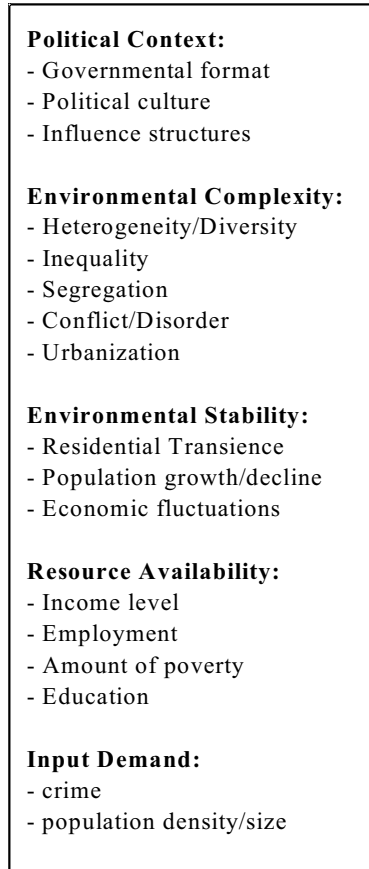 Political Context:
- Governmental format
- Political culture
- Influence structures
Environmental Complexity:
- Heterogeneity/Diversity
- Inequality
- Segregation
- Conflict/Disorder
- Urbanization
Environmental Stability:
- Residential Transience
- Population growth/decline
- Economic fluctuations
Resource Availability:
- Income level
- Employment
- Amount of poverty
- Education
Input Demand:
- crime
- population density/size